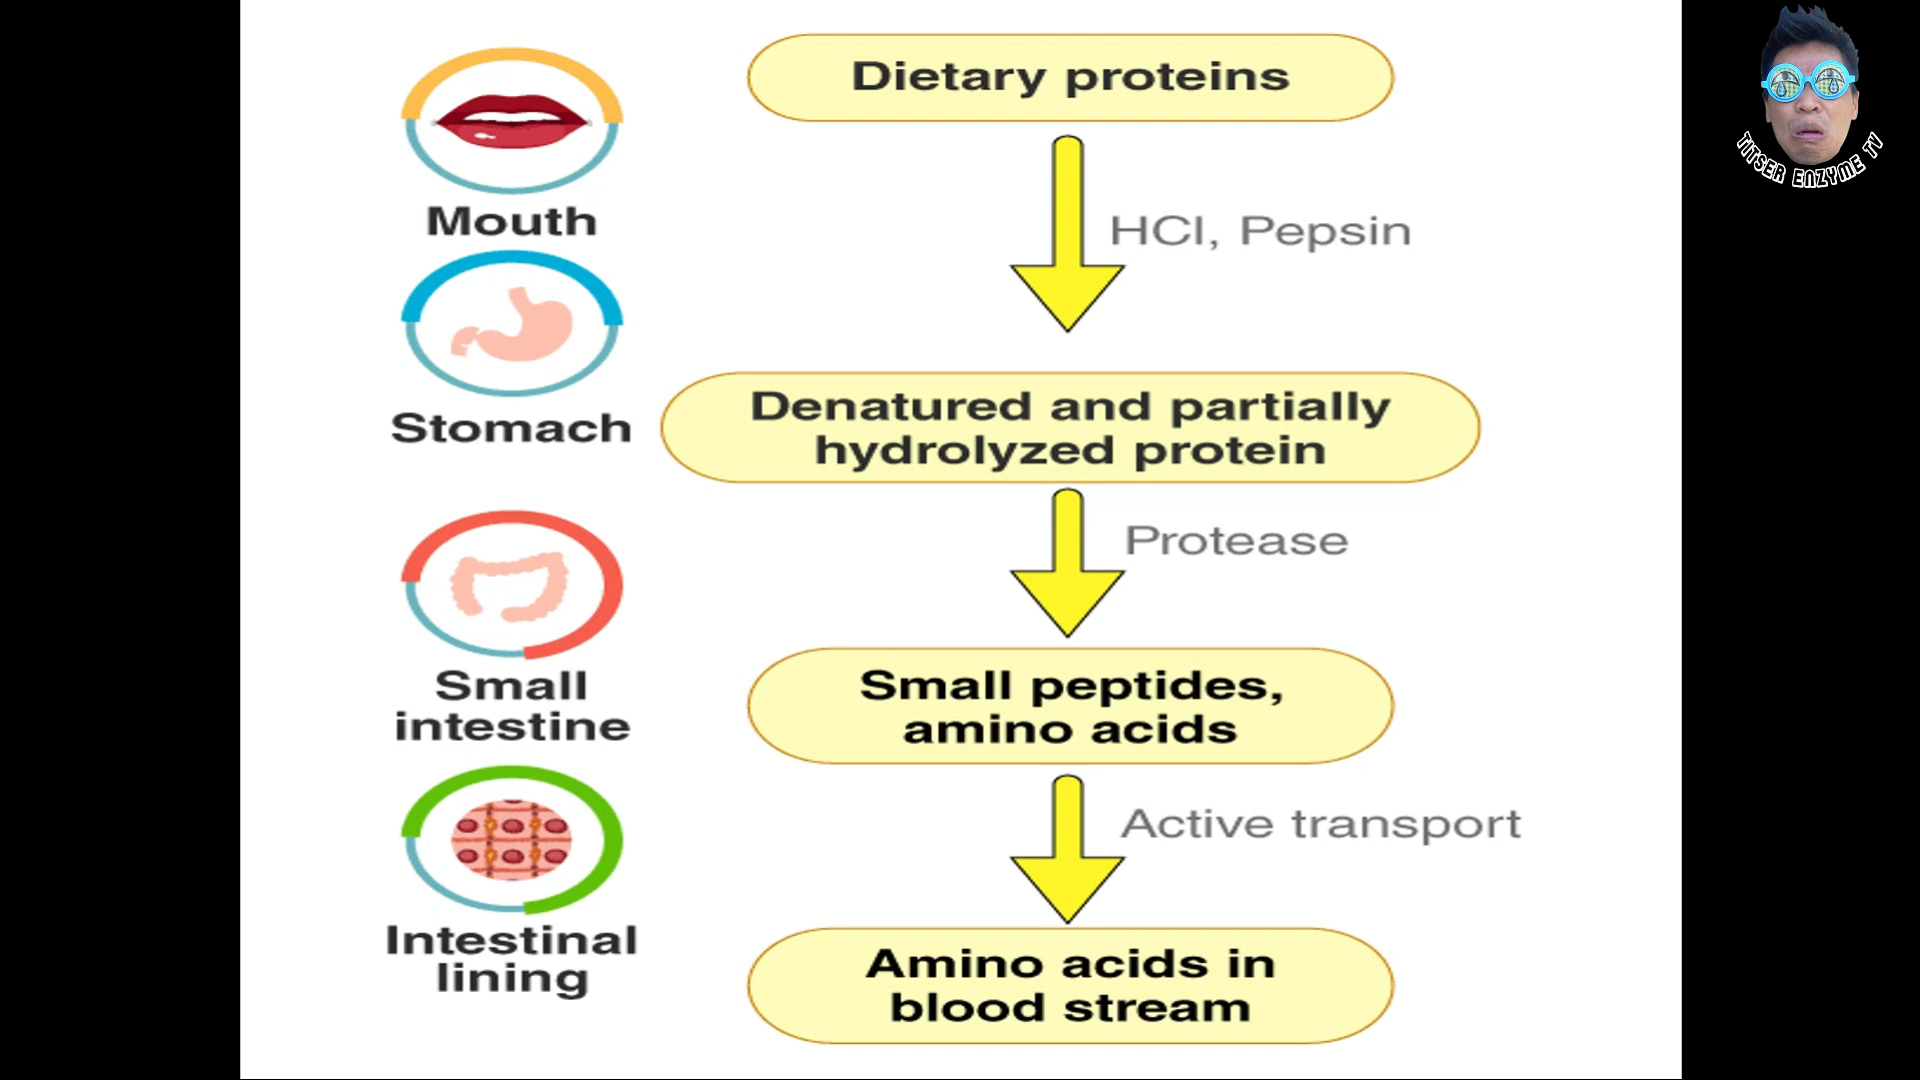 Dietary proteins
Mouth
HCl, Pepsin
Stomach
Denatured and partially
hydrolyzed protein
Protease
Small
intestine
Small peptides,
amino acids
Active transport
Intestinal
lining
Amino acids in
blood stream
TITSER ENZYME TV